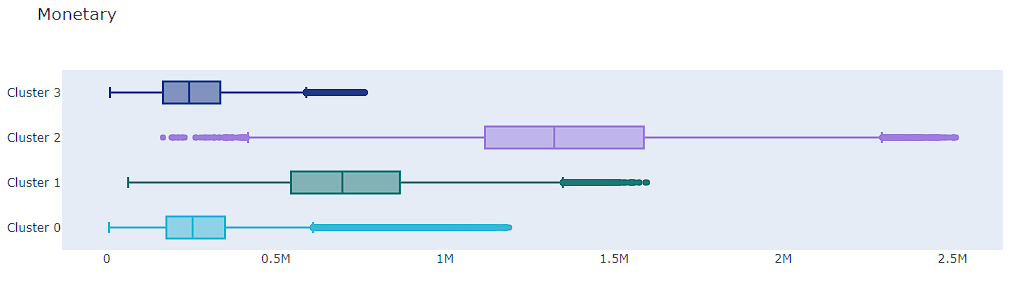 Monetary
Cluster 3
Cluster 2
Cluster 1
Cluster 0
0 0.5M 1M 1.5M 2M 2.5M